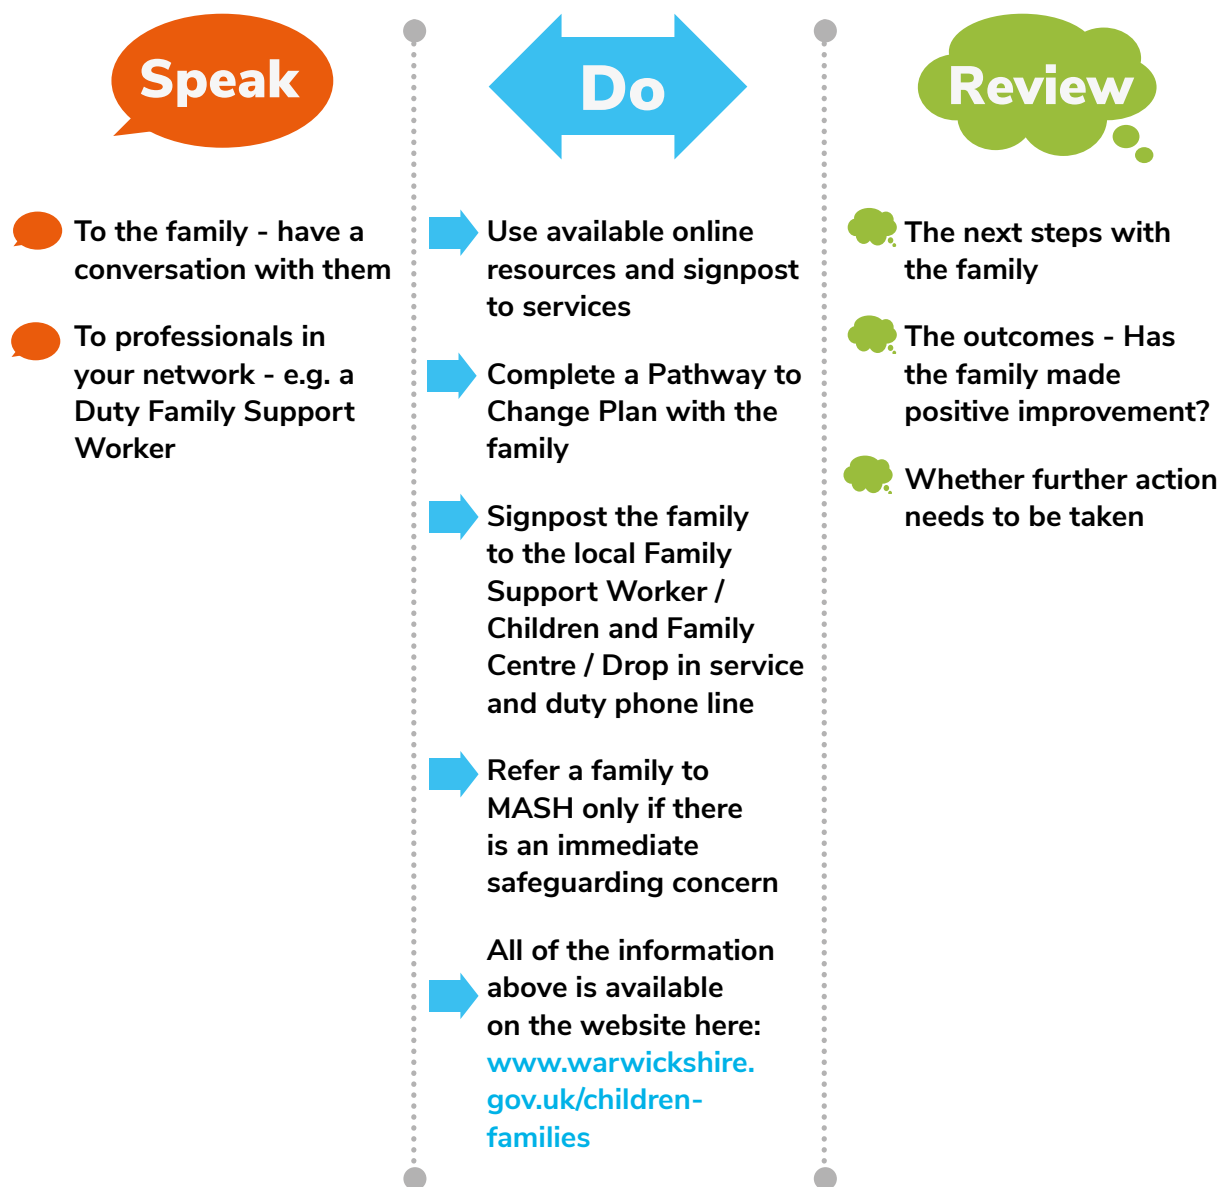 Speak
To the family - have a
conversation with them
To professionals in
your network - e.g. a
Duty Family Support
Worker
Do
Use available online
resources and signpost
to services
Complete a Pathway to
Change Plan with the
family
Signpost the family
to the local Family
Support Worker /
Children and Family
Centre / Drop in service
and duty phone line
Refer a family to
MASH only if there
is an immediate
safeguarding concern
All of the information
above is available
on the website here:
www.warwickshire.
gov.uk/children-
families
Review
The next steps with
the family
The outcomes - Has
the family made
positive improvement?
Whether further action
needs to be taken